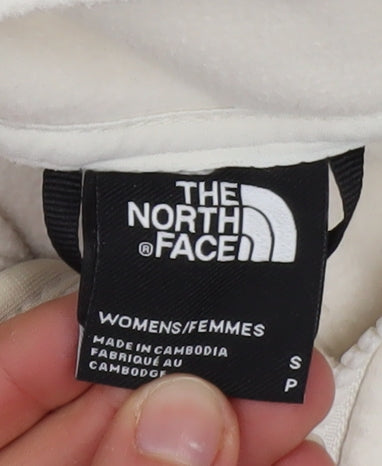 THE
NORTH
® FACE
WOMENS/FEMMES
MADE IN CAMBODIA
FABRIQUÉ AU
CAMBODGE
S
P